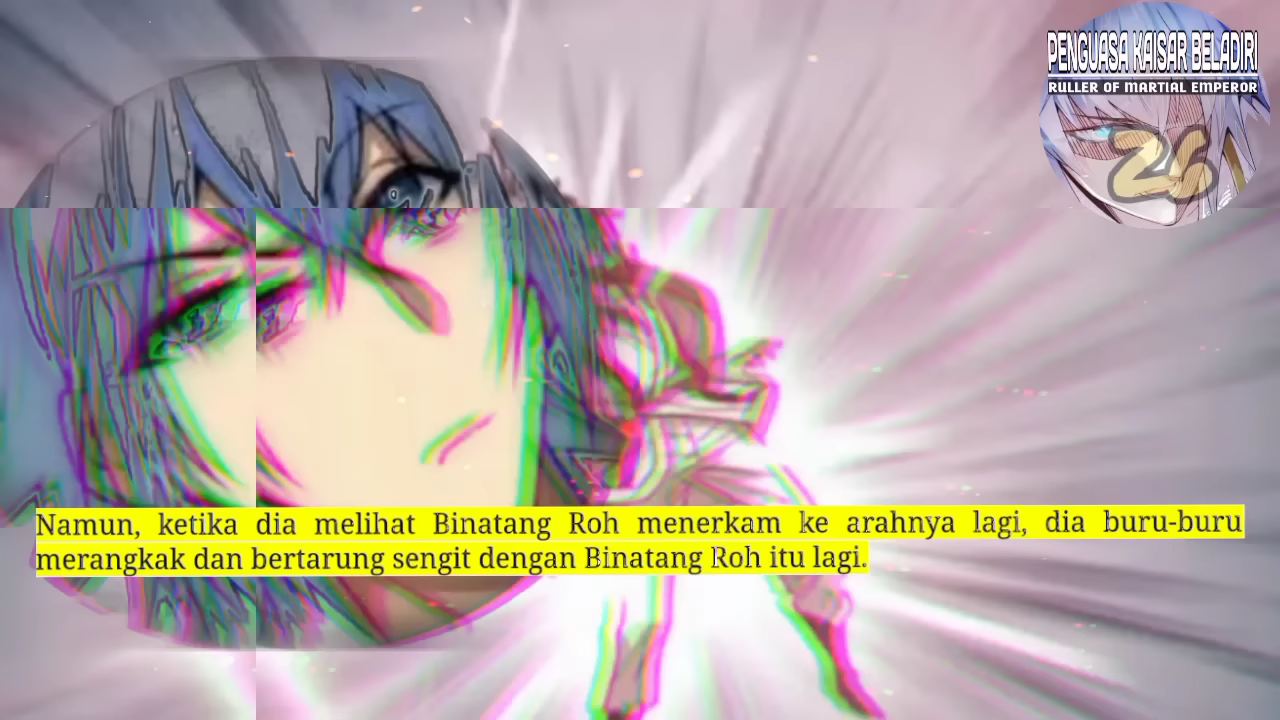 PENGUASA KAISAR BELADIRI
RULLER OF MARTIAL EMPEROR
26
Namun, ketika dia melihat Binatang Roh menerkam ke arahnya lagi, dia buru-buru
merangkak dan bertarung sengit dengan Binatang Roh itu lagi.